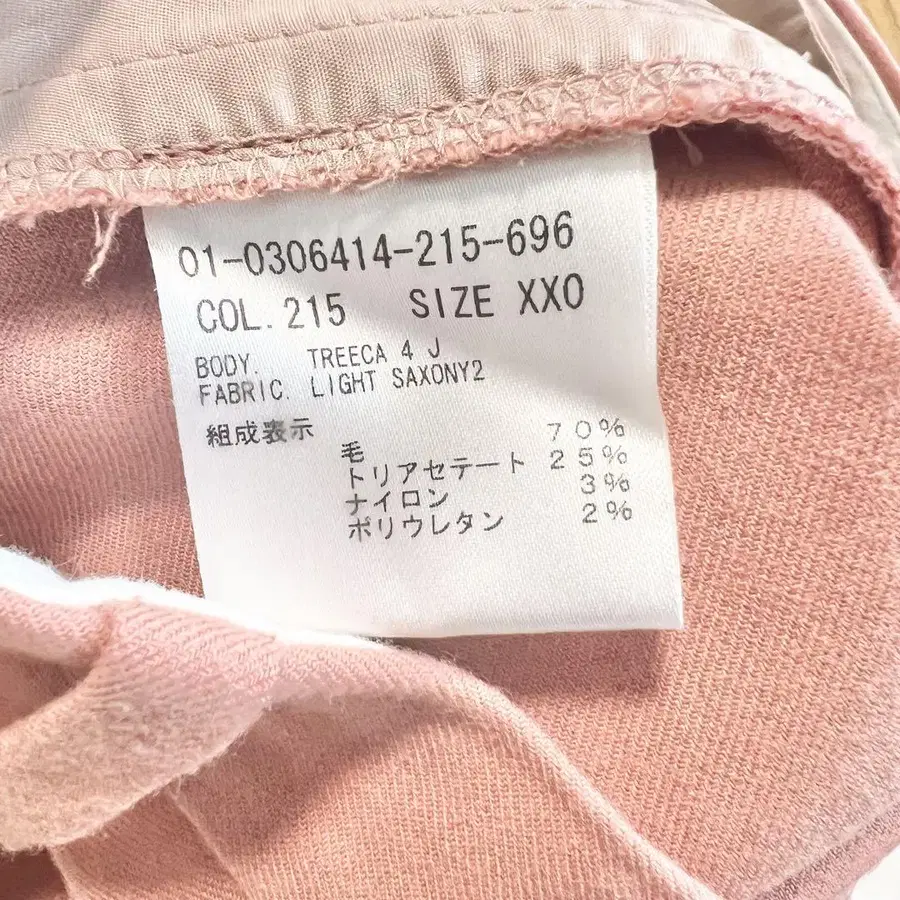 01-0306414-215-696
COL. 215 SIZE XXO
BODY. TREECA 4 J
FABRIC. LIGHT SAXONY2
組成表示
毛 70%
トリアセテート 25%
ナイロン 3%
ポリウレタン 2%